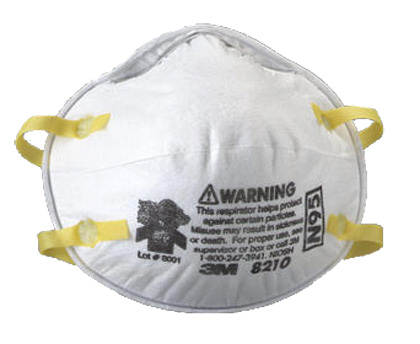 WARNING
This respirator helps protect
against certain particles.
Misuse may result in sickness
or death. For proper use, see
supervisor or box or call 3M
1-800-247-3941. NIOSH
3M 8210
N95
Lot # 8001